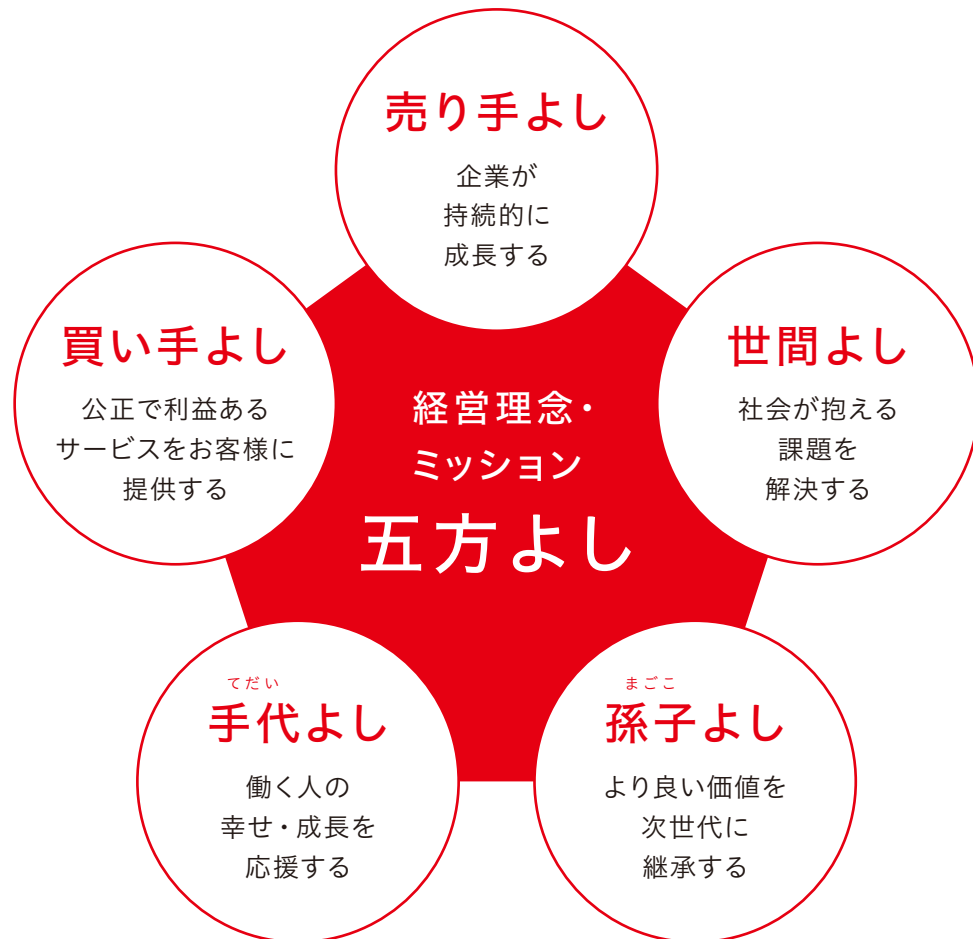 売り手よし
企業が
持続的に
成長する
買い手よし
公正で利益ある
サービスをお客様に
提供する
世間よし
社会が抱える
課題を
解決する
経営理念・
ミッション
五方よし
てだい
手代よし
働く人の
幸せ・成長を
応援する
まごこ
孫子よし
より良い価値を
次世代に
継承する